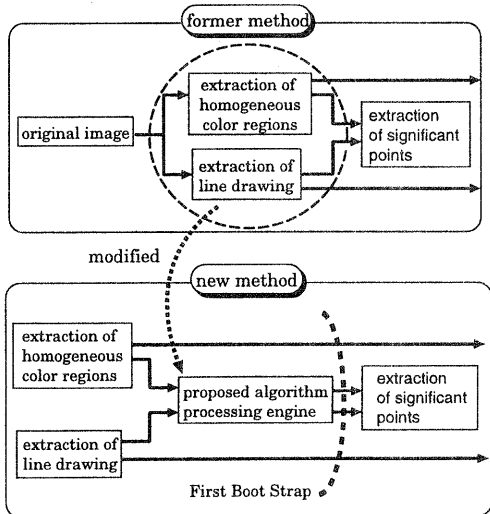 former method
extraction of
homogeneous
color regions
original image
extraction
of significant
points
extraction of
line drawing
modified
new method
extraction of
homogeneous
color regions
proposed algorithm
processing engine
extraction
of significant
points
extraction of
line drawing
First Boot Strap